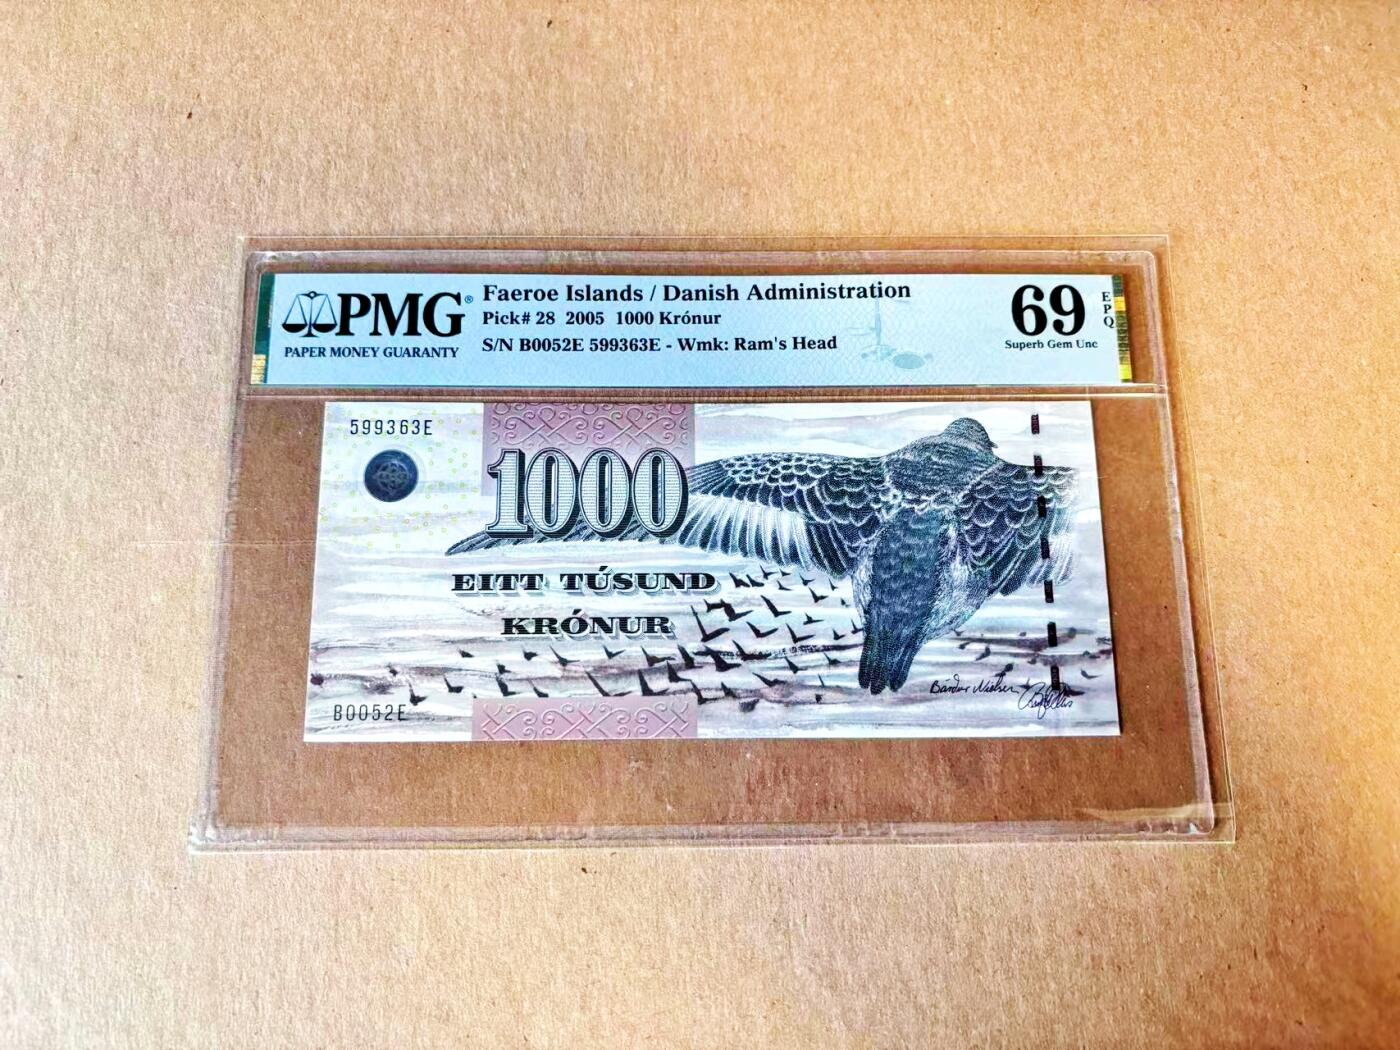 PMG®
PAPER MONEY GUARANTY
Faeroe Islands / Danish Administration
Pick# 28 2005 1000 Krónur
S/N B0052E 599363E - Wmk: Ram's Head
69
EPQ
Superb Gem Unc
599363E
1000
EITT TÚSUND
KRÓNUR
B0052E